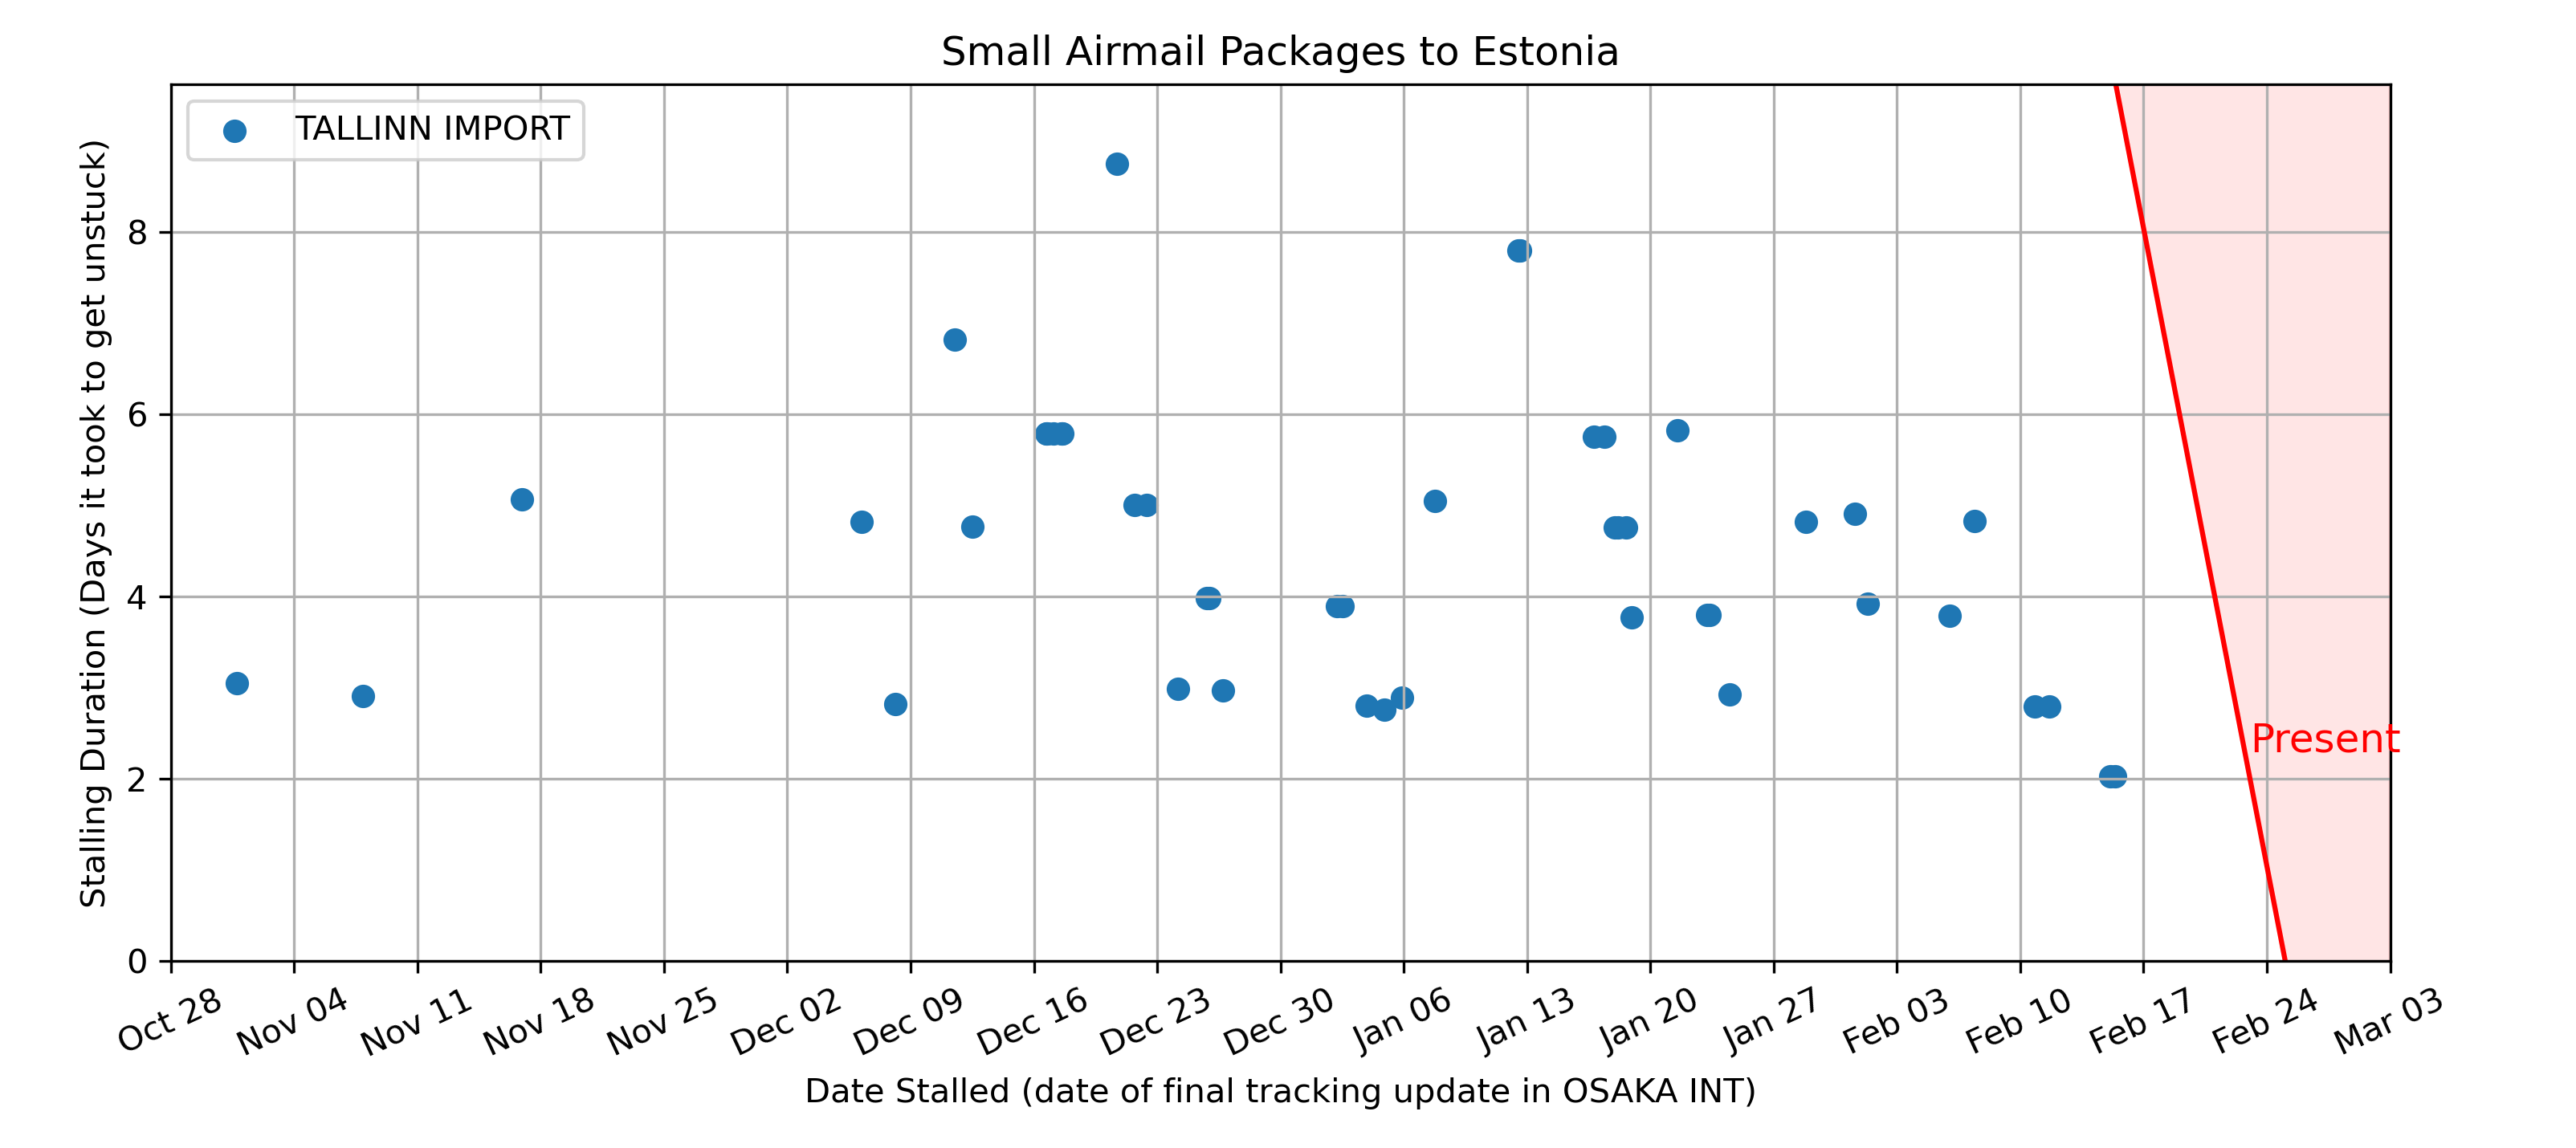 Small Airmail Packages to Estonia
TALLINN IMPORT
Stalling Duration (Days it took to get unstuck)
8
6
4
2
0
Present
Oct 28
Nov 04
Nov 11
Nov 18
Nov 25
Dec 02
Dec 09
Dec 16
Dec 23
Dec 30
Jan 06
Jan 13
Jan 20
Jan 27
Feb 03
Feb 10
Feb 17
Feb 24
Mar 03
Date Stalled (date of final tracking update in OSAKA INT)